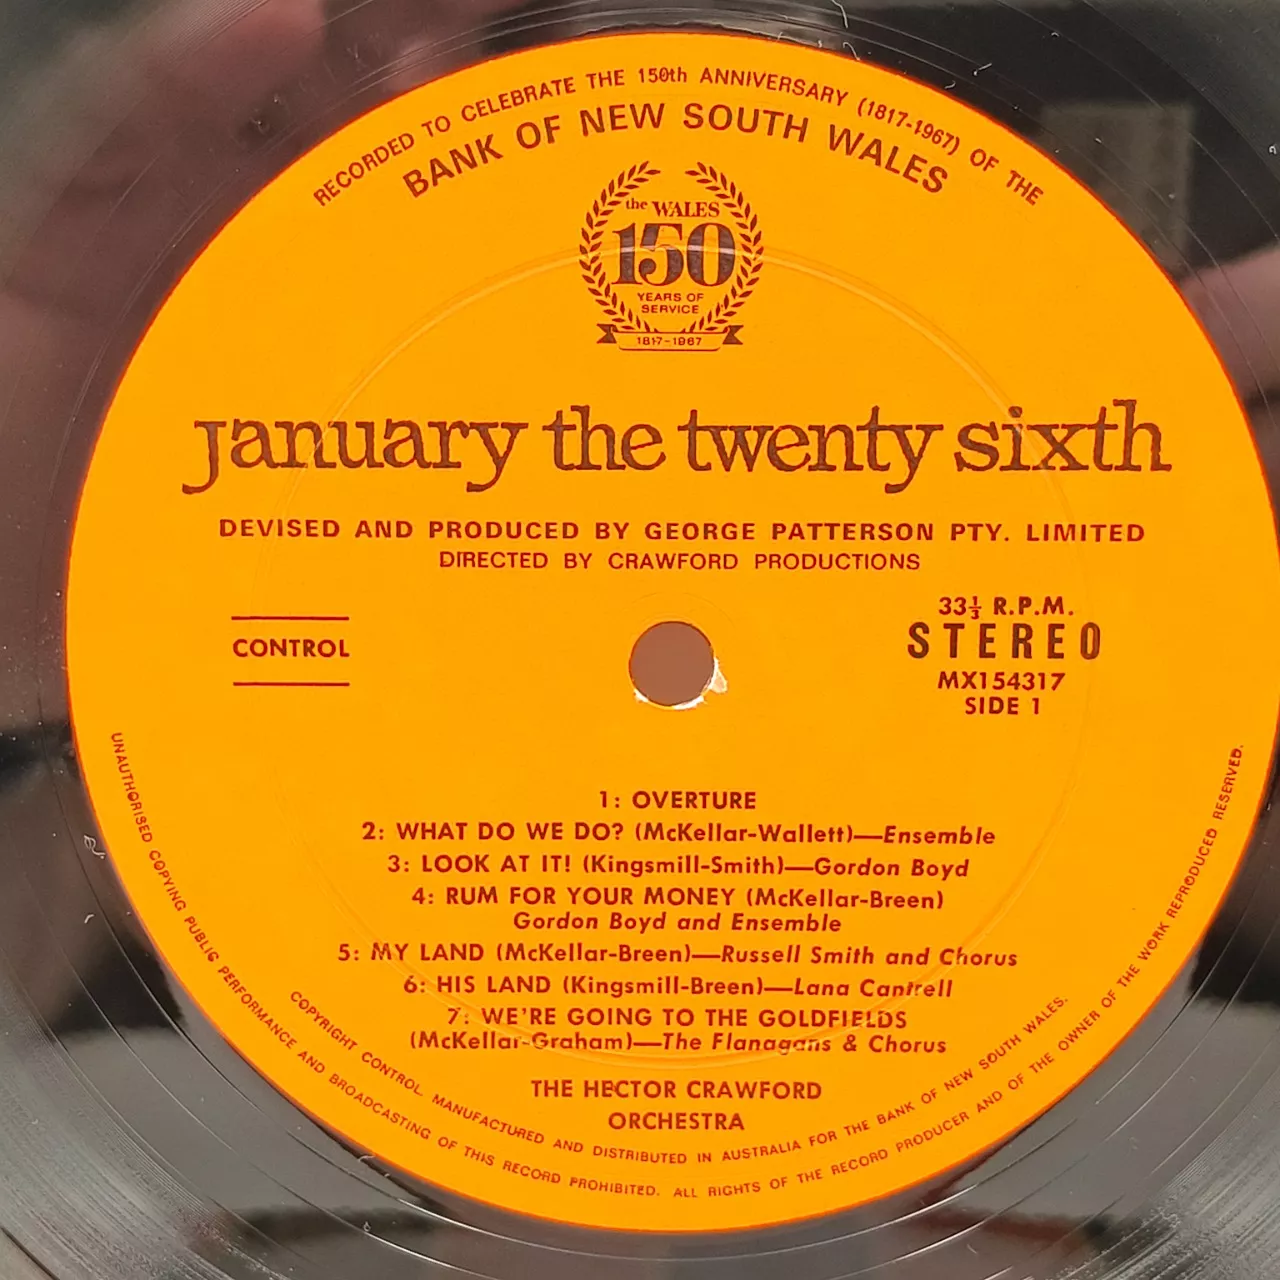 RECORDED TO CELEBRATE THE 150th ANNIVERSARY (1817-1967) OF THE
BANK OF NEW SOUTH WALES
the WALES
150
YEARS OF
SERVICE
1817-1967
january the twenty sixth
DEVISED AND PRODUCED BY GEORGE PATTERSON PTY. LIMITED
DIRECTED BY CRAWFORD PRODUCTIONS
CONTROL
33⅓ R.P.M.
STEREO
MX154317
SIDE 1
1: OVERTURE
2: WHAT DO WE DO? (McKellar-Wallett)—Ensemble
3: LOOK AT IT! (Kingsmill-Smith)—Gordon Boyd
4: RUM FOR YOUR MONEY (McKellar-Breen)
Gordon Boyd and Ensemble
5: MY LAND (McKellar-Breen)—Russell Smith and Chorus
6: HIS LAND (Kingsmill-Breen)—Lana Cantrell
7: WE'RE GOING TO THE GOLDFIELDS
(McKellar-Graham)—The Flanagans & Chorus
THE HECTOR CRAWFORD
ORCHESTRA
COPYRIGHT CONTROL. MANUFACTURED AND DISTRIBUTED IN AUSTRALIA FOR THE BANK OF NEW SOUTH WALES.
UNAUTHORISED COPYING PUBLIC PERFORMANCE AND BROADCASTING OF THIS RECORD PROHIBITED. ALL RIGHTS OF THE RECORD PRODUCER AND OF THE OWNER OF THE WORK REPRODUCED RESERVED.